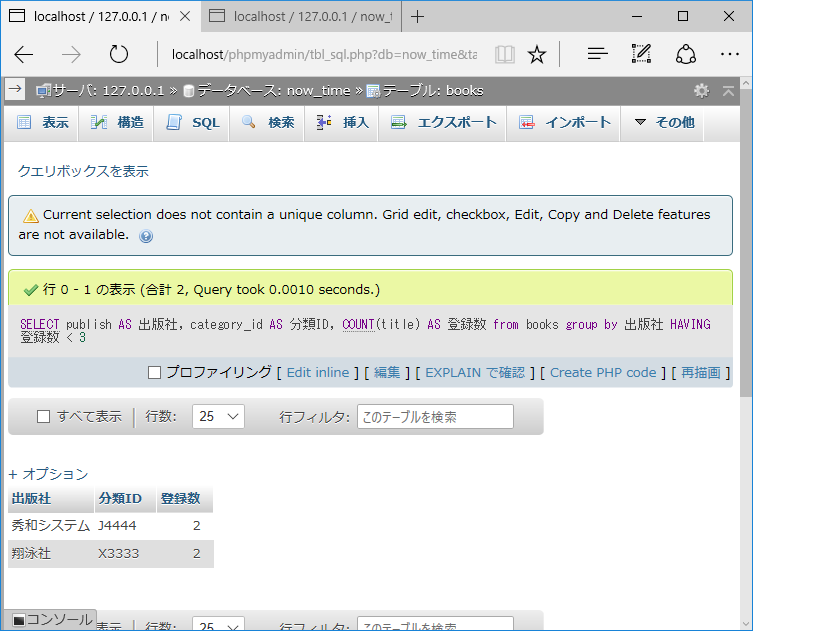 localhost / 127.0.0.1 / no
localhost / 127.0.0.1 / now_t
localhost/phpmyadmin/tbl_sql.php?db=now_time&ta
サーバ: 127.0.0.1 » データベース: now_time » テーブル: books
表示 構造 SQL 検索 挿入 エクスポート インポート その他
クエリボックスを表示
Current selection does not contain a unique column. Grid edit, checkbox, Edit, Copy and Delete features
are not available.
行 0 - 1 の表示 (合計 2, Query took 0.0010 seconds.)
SELECT publish AS 出版社, category_id AS 分類ID, COUNT(title) AS 登録数 from books group by 出版社 HAVING
登録数 < 3
プロファイリング [ Edit inline ] [ 編集 ] [ EXPLAIN で確認 ] [ Create PHP code ] [ 再描画 ]
すべて表示 行数: 25 行フィルタ: このテーブルを検索
+ オプション
出版社 分類ID 登録数
秀和システム J4444 2
翔泳社 X3333 2
コンソール 表示 行数: 25 行フィルタ: このテーブルを検索